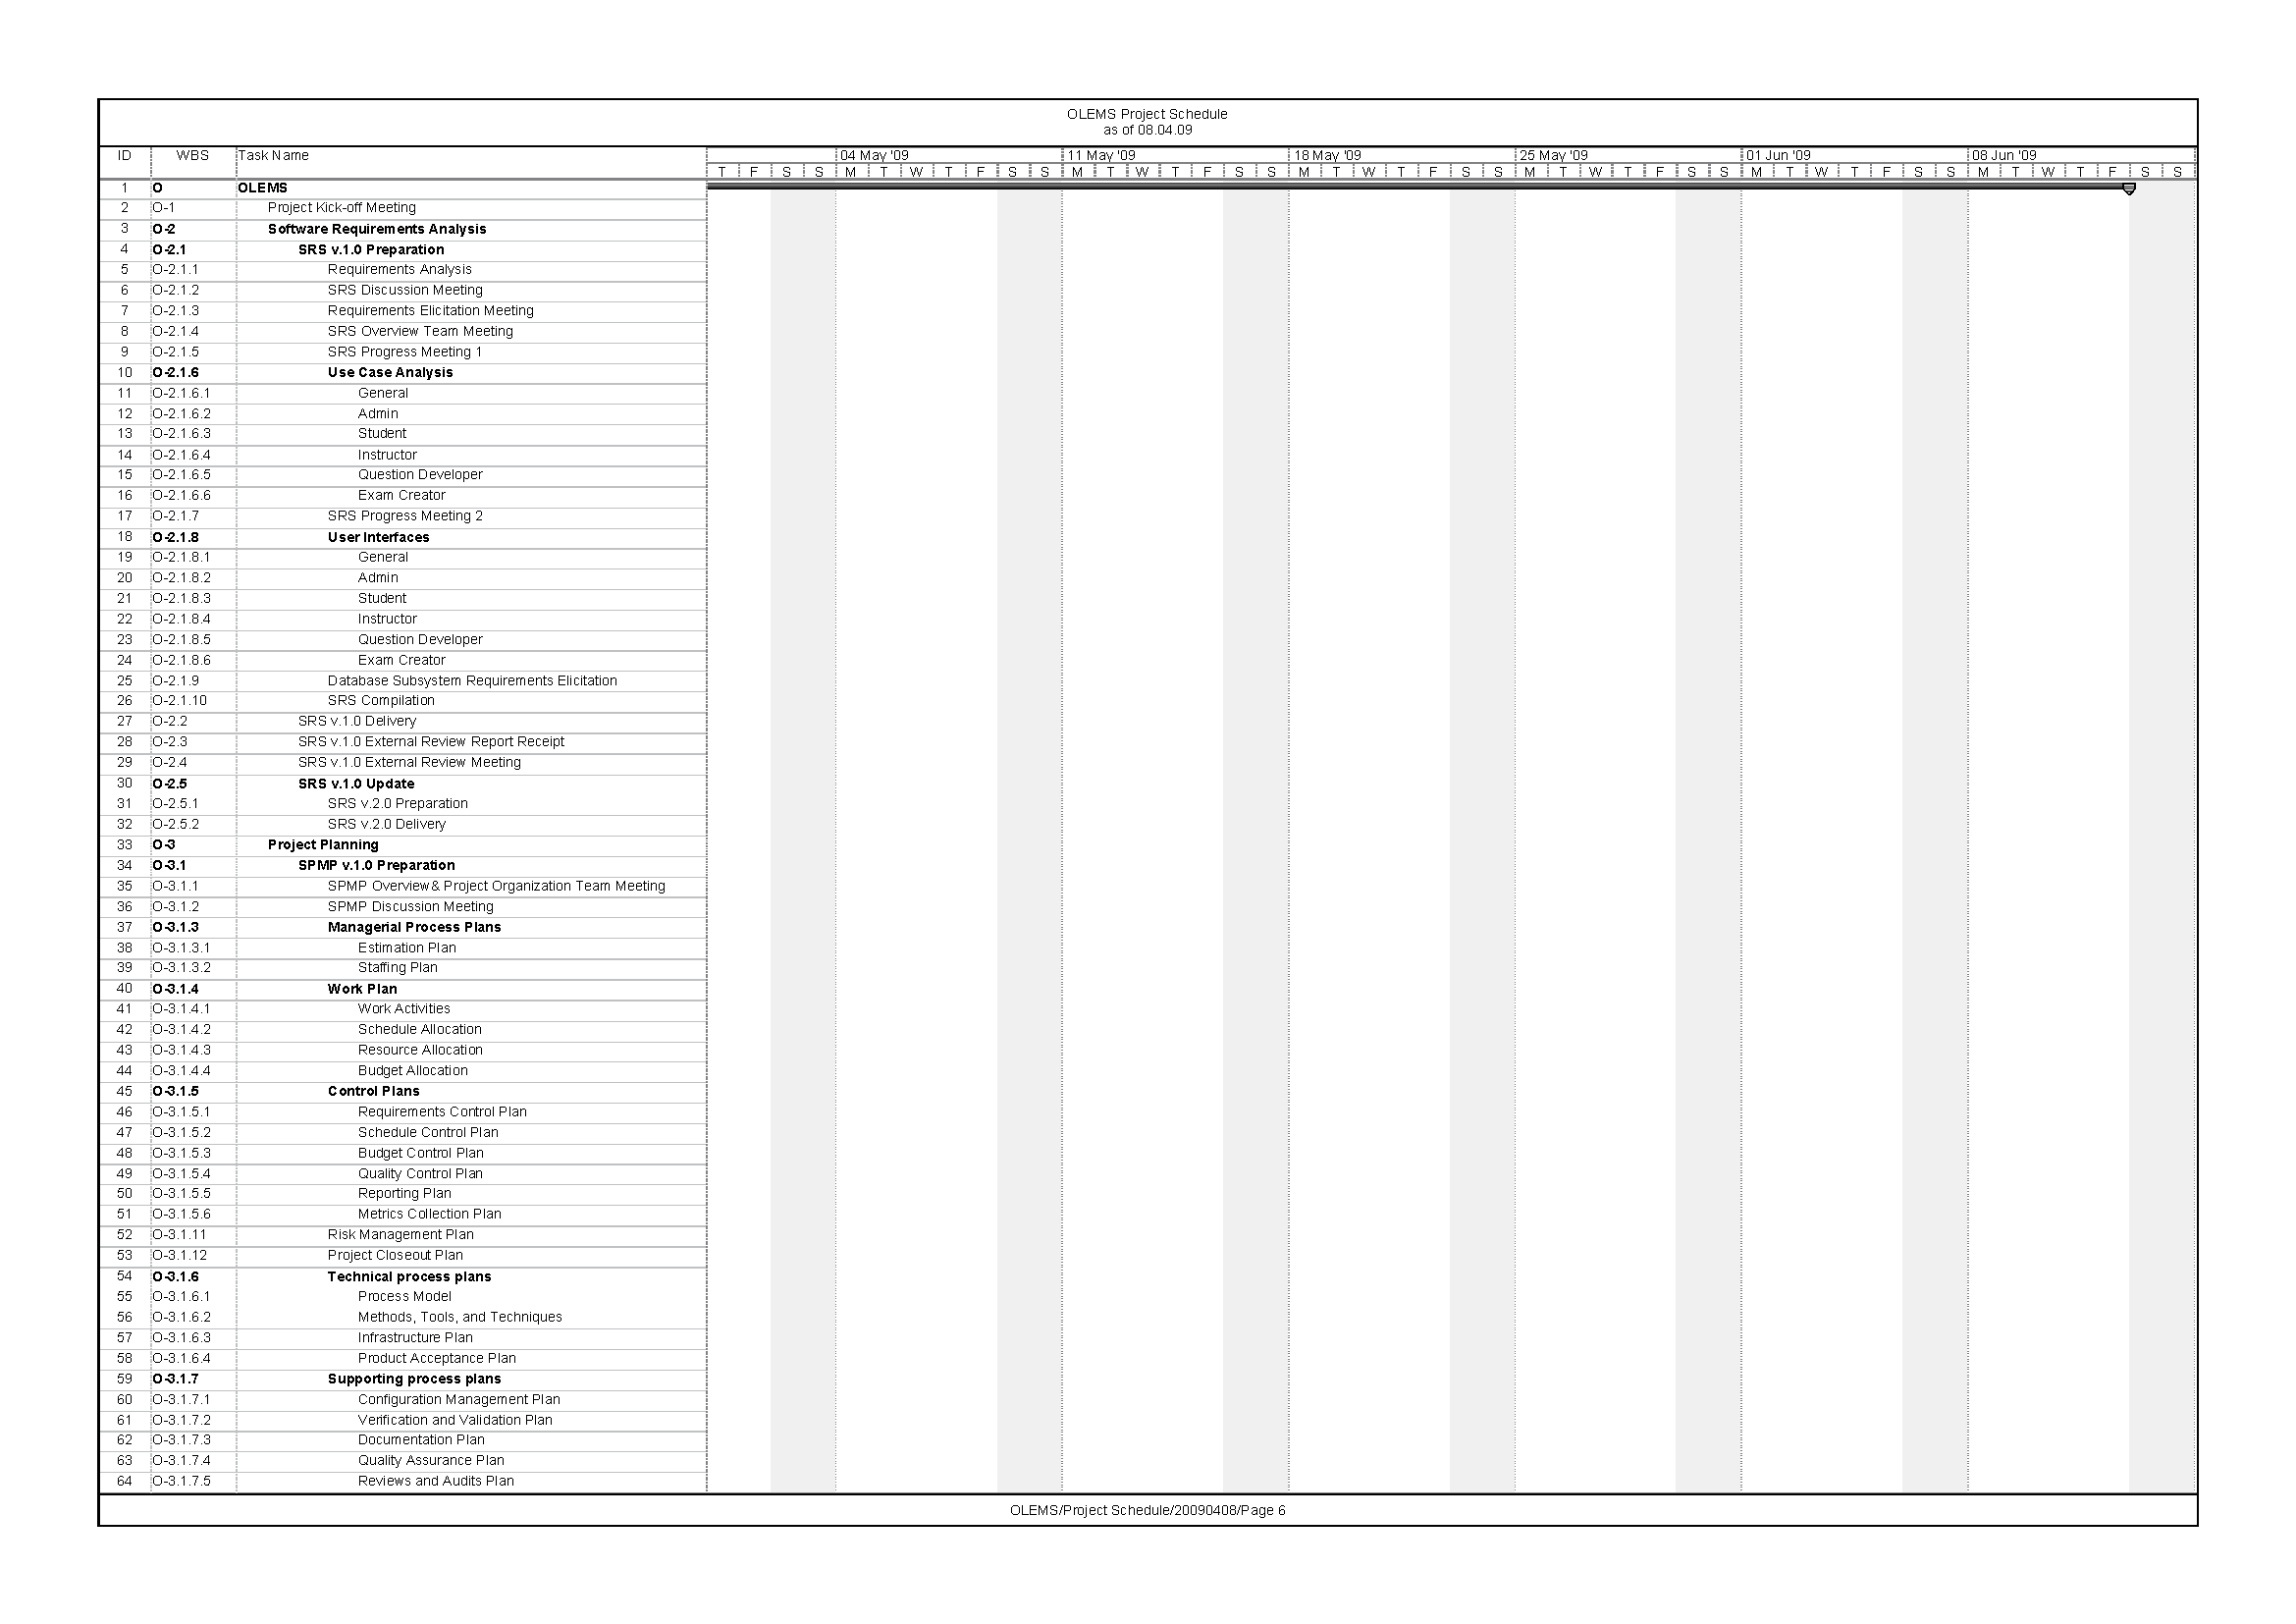 OLEMS Project Schedule
as of 08.04.09
ID WBS Task Name 04 May '09 11 May '09 18 May '09 25 May '09 01 Jun '09 08 Jun '09
T F S S M T W T F S S M T W T F S S M T W T F S S M T W T F S S M T W T F S S M T W T F S S
1 O OLEMS
2 O-1 Project Kick-off Meeting
3 O-2 Software Requirements Analysis
4 O-2.1 SRS v.1.0 Preparation
5 O-2.1.1 Requirements Analysis
6 O-2.1.2 SRS Discussion Meeting
7 O-2.1.3 Requirements Elicitation Meeting
8 O-2.1.4 SRS Overview Team Meeting
9 O-2.1.5 SRS Progress Meeting 1
10 O-2.1.6 Use Case Analysis
11 O-2.1.6.1 General
12 O-2.1.6.2 Admin
13 O-2.1.6.3 Student
14 O-2.1.6.4 Instructor
15 O-2.1.6.5 Question Developer
16 O-2.1.6.6 Exam Creator
17 O-2.1.7 SRS Progress Meeting 2
18 O-2.1.8 User Interfaces
19 O-2.1.8.1 General
20 O-2.1.8.2 Admin
21 O-2.1.8.3 Student
22 O-2.1.8.4 Instructor
23 O-2.1.8.5 Question Developer
24 O-2.1.8.6 Exam Creator
25 O-2.1.9 Database Subsystem Requirements Elicitation
26 O-2.1.10 SRS Compilation
27 O-2.2 SRS v.1.0 Delivery
28 O-2.3 SRS v.1.0 External Review Report Receipt
29 O-2.4 SRS v.1.0 External Review Meeting
30 O-2.5 SRS v.1.0 Update
31 O-2.5.1 SRS v.2.0 Preparation
32 O-2.5.2 SRS v.2.0 Delivery
33 O-3 Project Planning
34 O-3.1 SPMP v.1.0 Preparation
35 O-3.1.1 SPMP Overview& Project Organization Team Meeting
36 O-3.1.2 SPMP Discussion Meeting
37 O-3.1.3 Managerial Process Plans
38 O-3.1.3.1 Estimation Plan
39 O-3.1.3.2 Staffing Plan
40 O-3.1.4 Work Plan
41 O-3.1.4.1 Work Activities
42 O-3.1.4.2 Schedule Allocation
43 O-3.1.4.3 Resource Allocation
44 O-3.1.4.4 Budget Allocation
45 O-3.1.5 Control Plans
46 O-3.1.5.1 Requirements Control Plan
47 O-3.1.5.2 Schedule Control Plan
48 O-3.1.5.3 Budget Control Plan
49 O-3.1.5.4 Quality Control Plan
50 O-3.1.5.5 Reporting Plan
51 O-3.1.5.6 Metrics Collection Plan
52 O-3.1.11 Risk Management Plan
53 O-3.1.12 Project Closeout Plan
54 O-3.1.6 Technical process plans
55 O-3.1.6.1 Process Model
56 O-3.1.6.2 Methods, Tools, and Techniques
57 O-3.1.6.3 Infrastructure Plan
58 O-3.1.6.4 Product Acceptance Plan
59 O-3.1.7 Supporting process plans
60 O-3.1.7.1 Configuration Management Plan
61 O-3.1.7.2 Verification and Validation Plan
62 O-3.1.7.3 Documentation Plan
63 O-3.1.7.4 Quality Assurance Plan
64 O-3.1.7.5 Reviews and Audits Plan
OLEMS/Project Schedule/20090408/Page 6